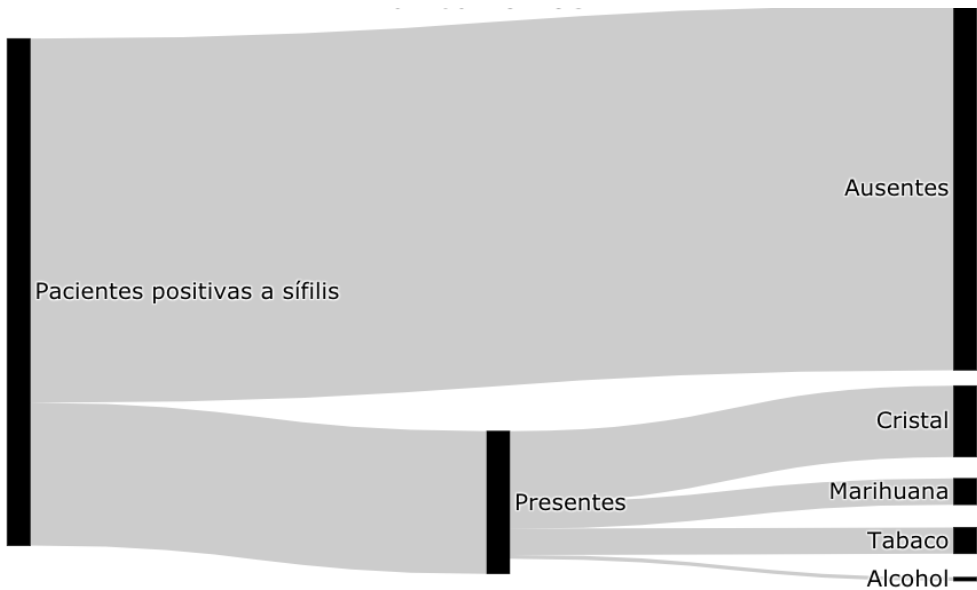 Ausentes
Pacientes positivas a sífilis
Cristal
Marihuana
Presentes
Tabaco
Alcohol